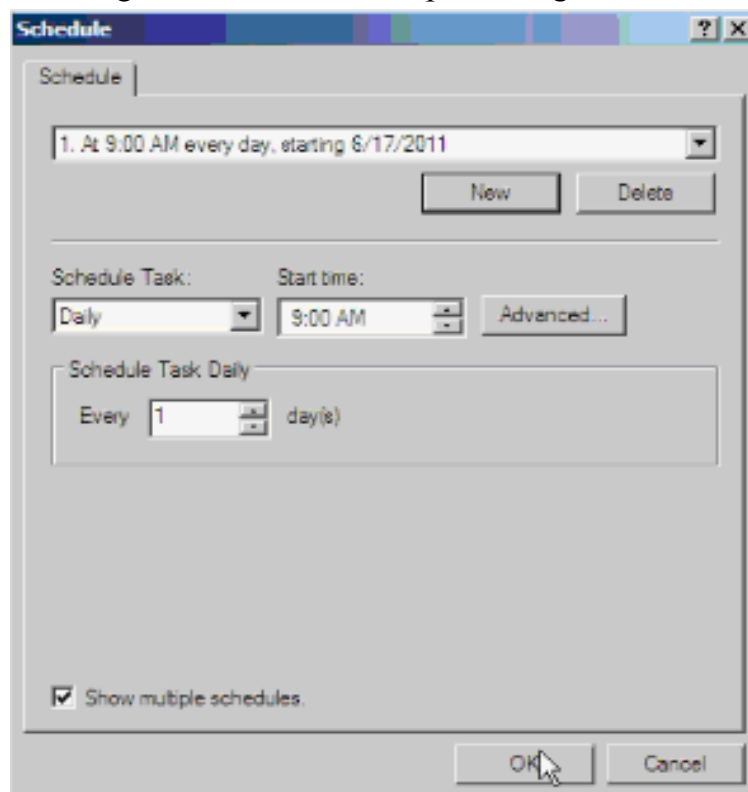 Schedule
Schedule
1. At 9:00 AM every day, starting 6/17/2011
New Delete
Schedule Task: Start time:
Daily 9:00 AM Advanced...
Schedule Task Daily
Every 1 day(s)
Show multiple schedules.
OK Cancel